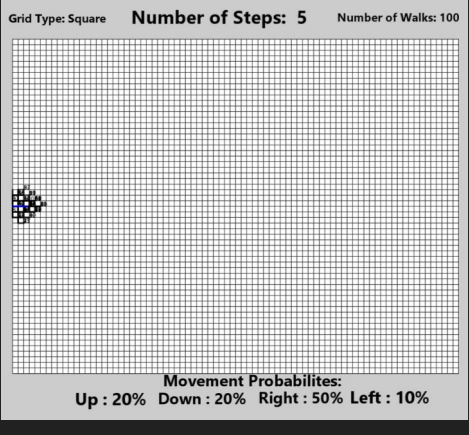 Grid Type: Square Number of Steps: 5 Number of Walks: 100
Movement Probabilites:
Up : 20% Down : 20% Right : 50% Left : 10%